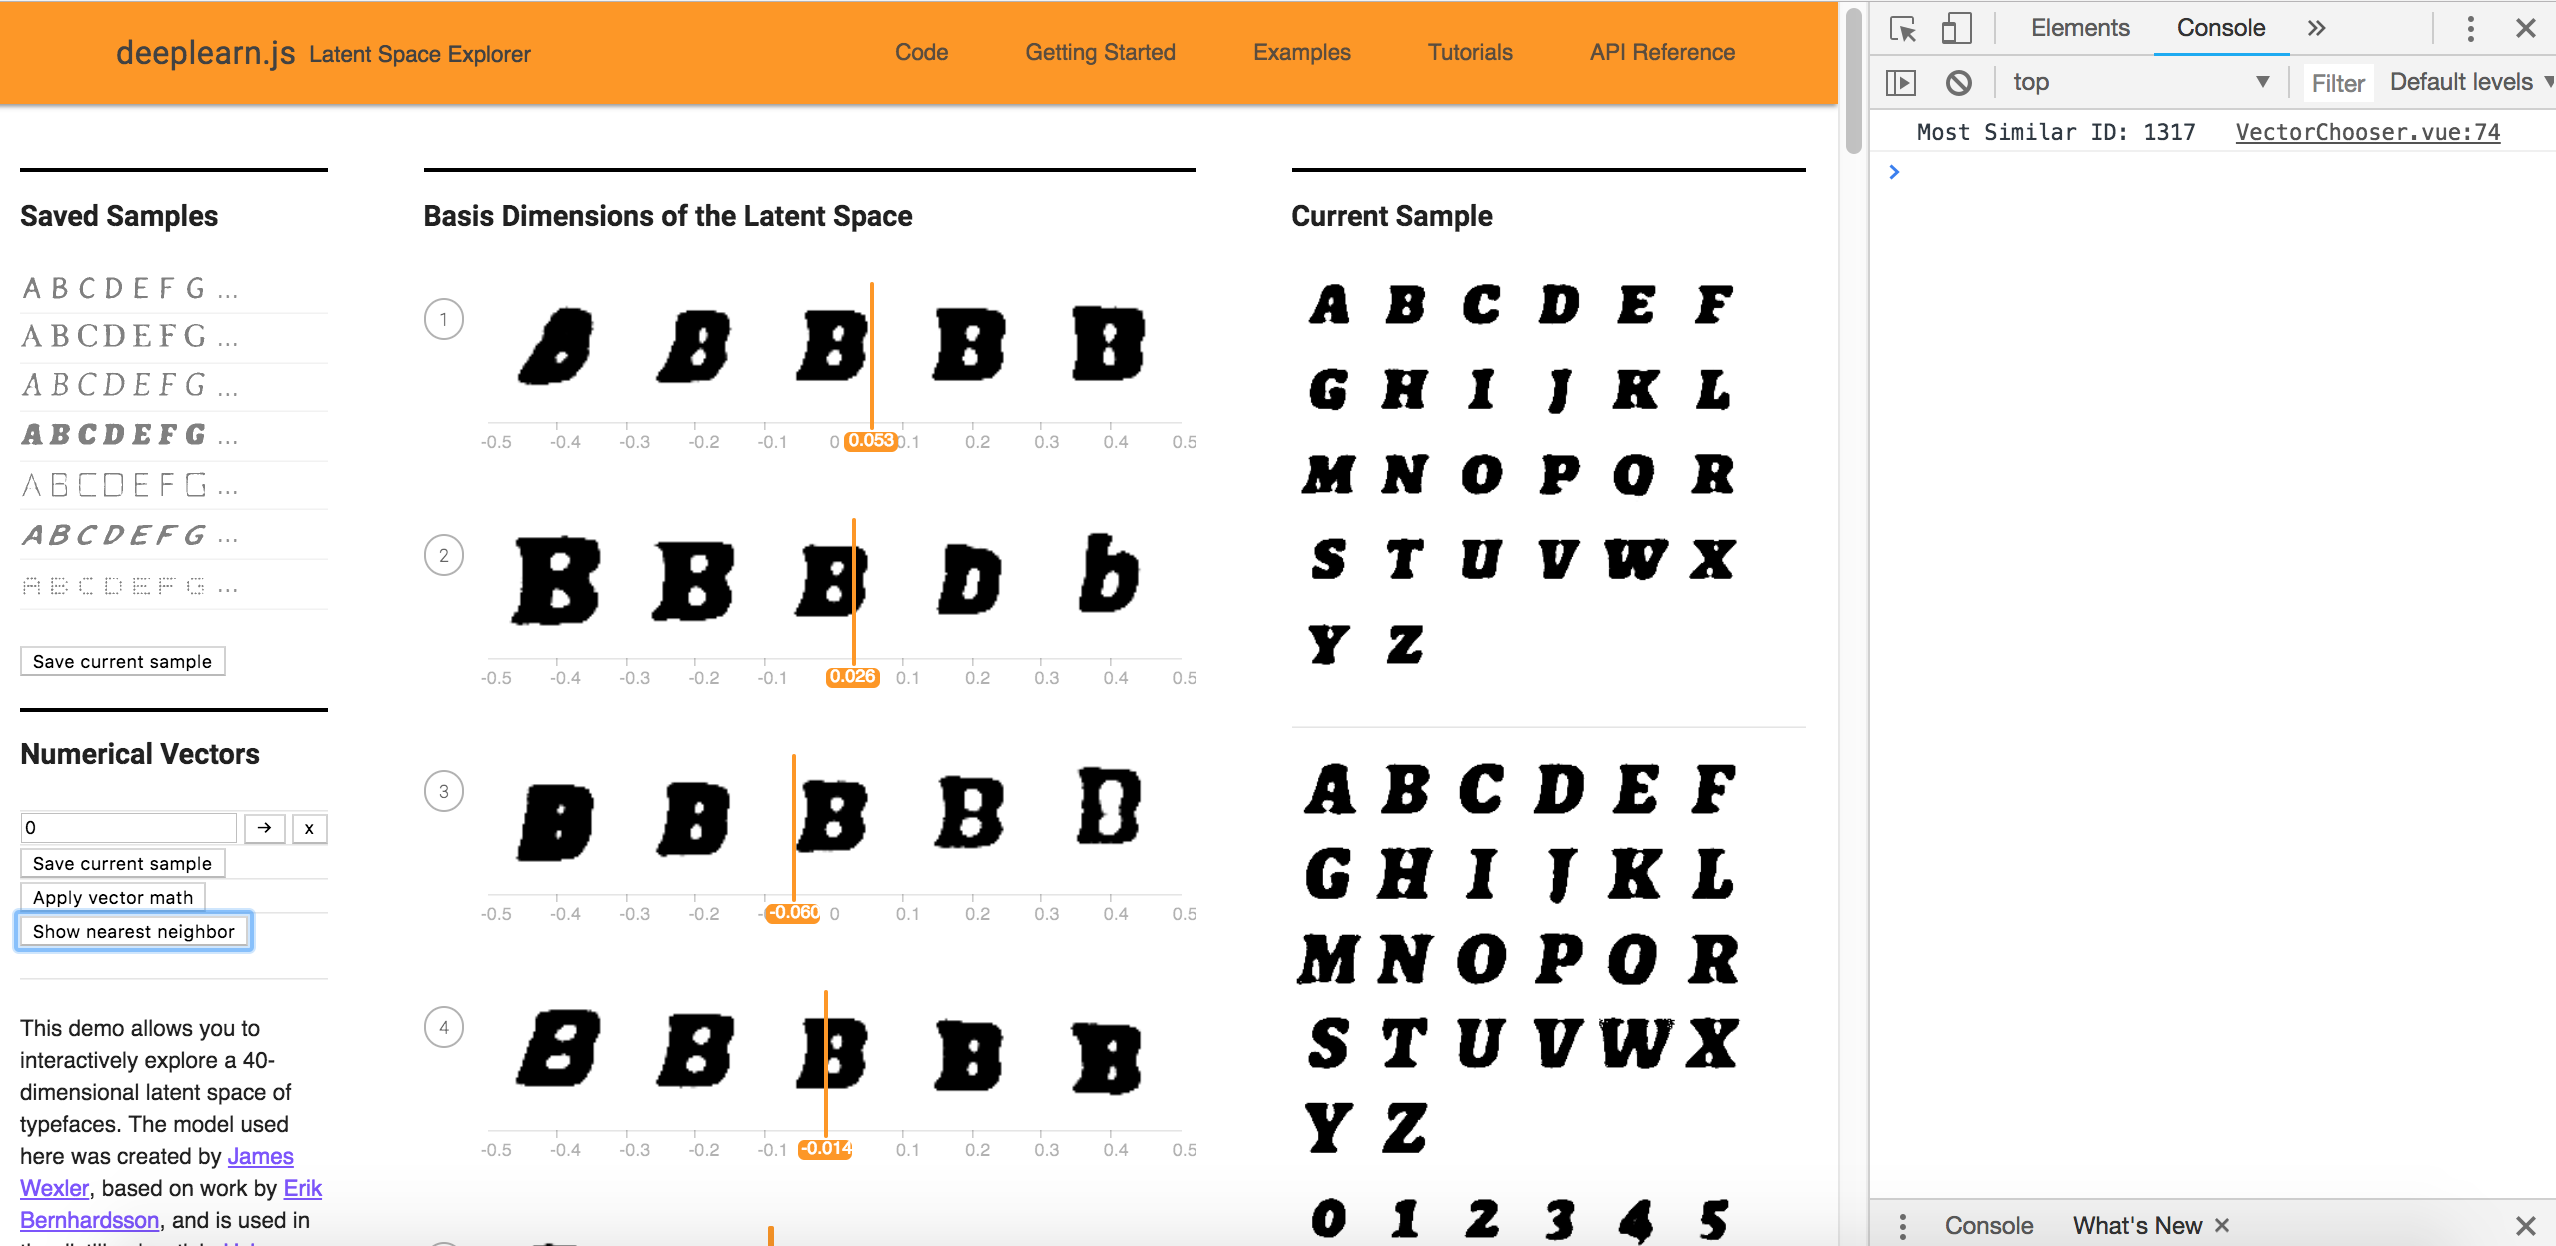 deeplearn.js Latent Space Explorer
Code Getting Started Examples Tutorials API Reference
Saved Samples
A B C D E F G ...
A B C D E F G ...
A B C D E F G ...
A B C D E F G ...
A B C D E F G ...
A B C D E F G ...
A B C D E F G ...
Save current sample
Numerical Vectors
0 → x
Save current sample
Apply vector math
Show nearest neighbor
This demo allows you to
interactively explore a 40-
dimensional latent space of
typefaces. The model used
here was created by James
Wexler, based on work by Erik
Bernhardsson, and is used in
Basis Dimensions of the Latent Space
1
B B B B
-0.5 -0.4 -0.3 -0.2 -0.1 0 0.053 0.1 0.2 0.3 0.4 0.5
2
B B B D b
-0.5 -0.4 -0.3 -0.2 -0.1 0.026 0.1 0.2 0.3 0.4 0.5
3
B B B B
-0.5 -0.4 -0.3 -0.2 -0.060 0 0.1 0.2 0.3 0.4 0.5
4
B B B B B
-0.5 -0.4 -0.3 -0.2 -0.1 -0.014 0.1 0.2 0.3 0.4 0.5
Current Sample
A B C D E F
G H I J K L
M N O P Q R
S T U V W X
Y Z
A B C D E F
G H I J K L
M N O P Q R
S T U V W X
Y Z
0 1 2 3 4 5
Elements Console »
top Filter Default levels
Most Similar ID: 1317 VectorChooser.vue:74
>
Console What's New ×